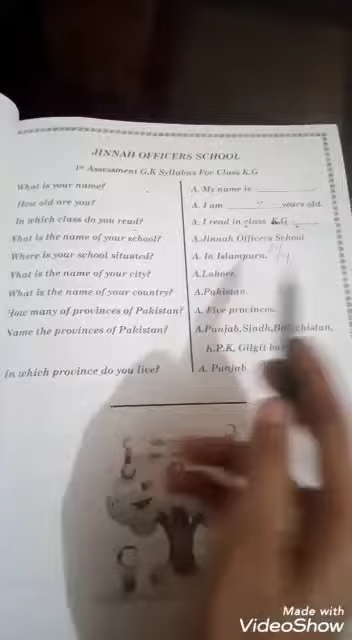 JINNAH OFFICERS SCHOOL
1st Assessment G.K Syllabus For Class K.G
What is your name? A. My name is ____________
How old are you? A. I am ____________ years old.
In which class do you read? A. I read in class K.G ______
What is the name of your school? A.Jinnah Officers School
Where is your school situated? A. In Islampura.
What is the name of your city? A.Lahore.
What is the name of your country? A.Pakistan.
How many of provinces of Pakistan? A. Five provinces.
Name the provinces of Pakistan? A.Punjab,Sindh,Balochistan,
K.P.K, Gilgit
In which province do you live? A. Punjab
Made with
VideoShow